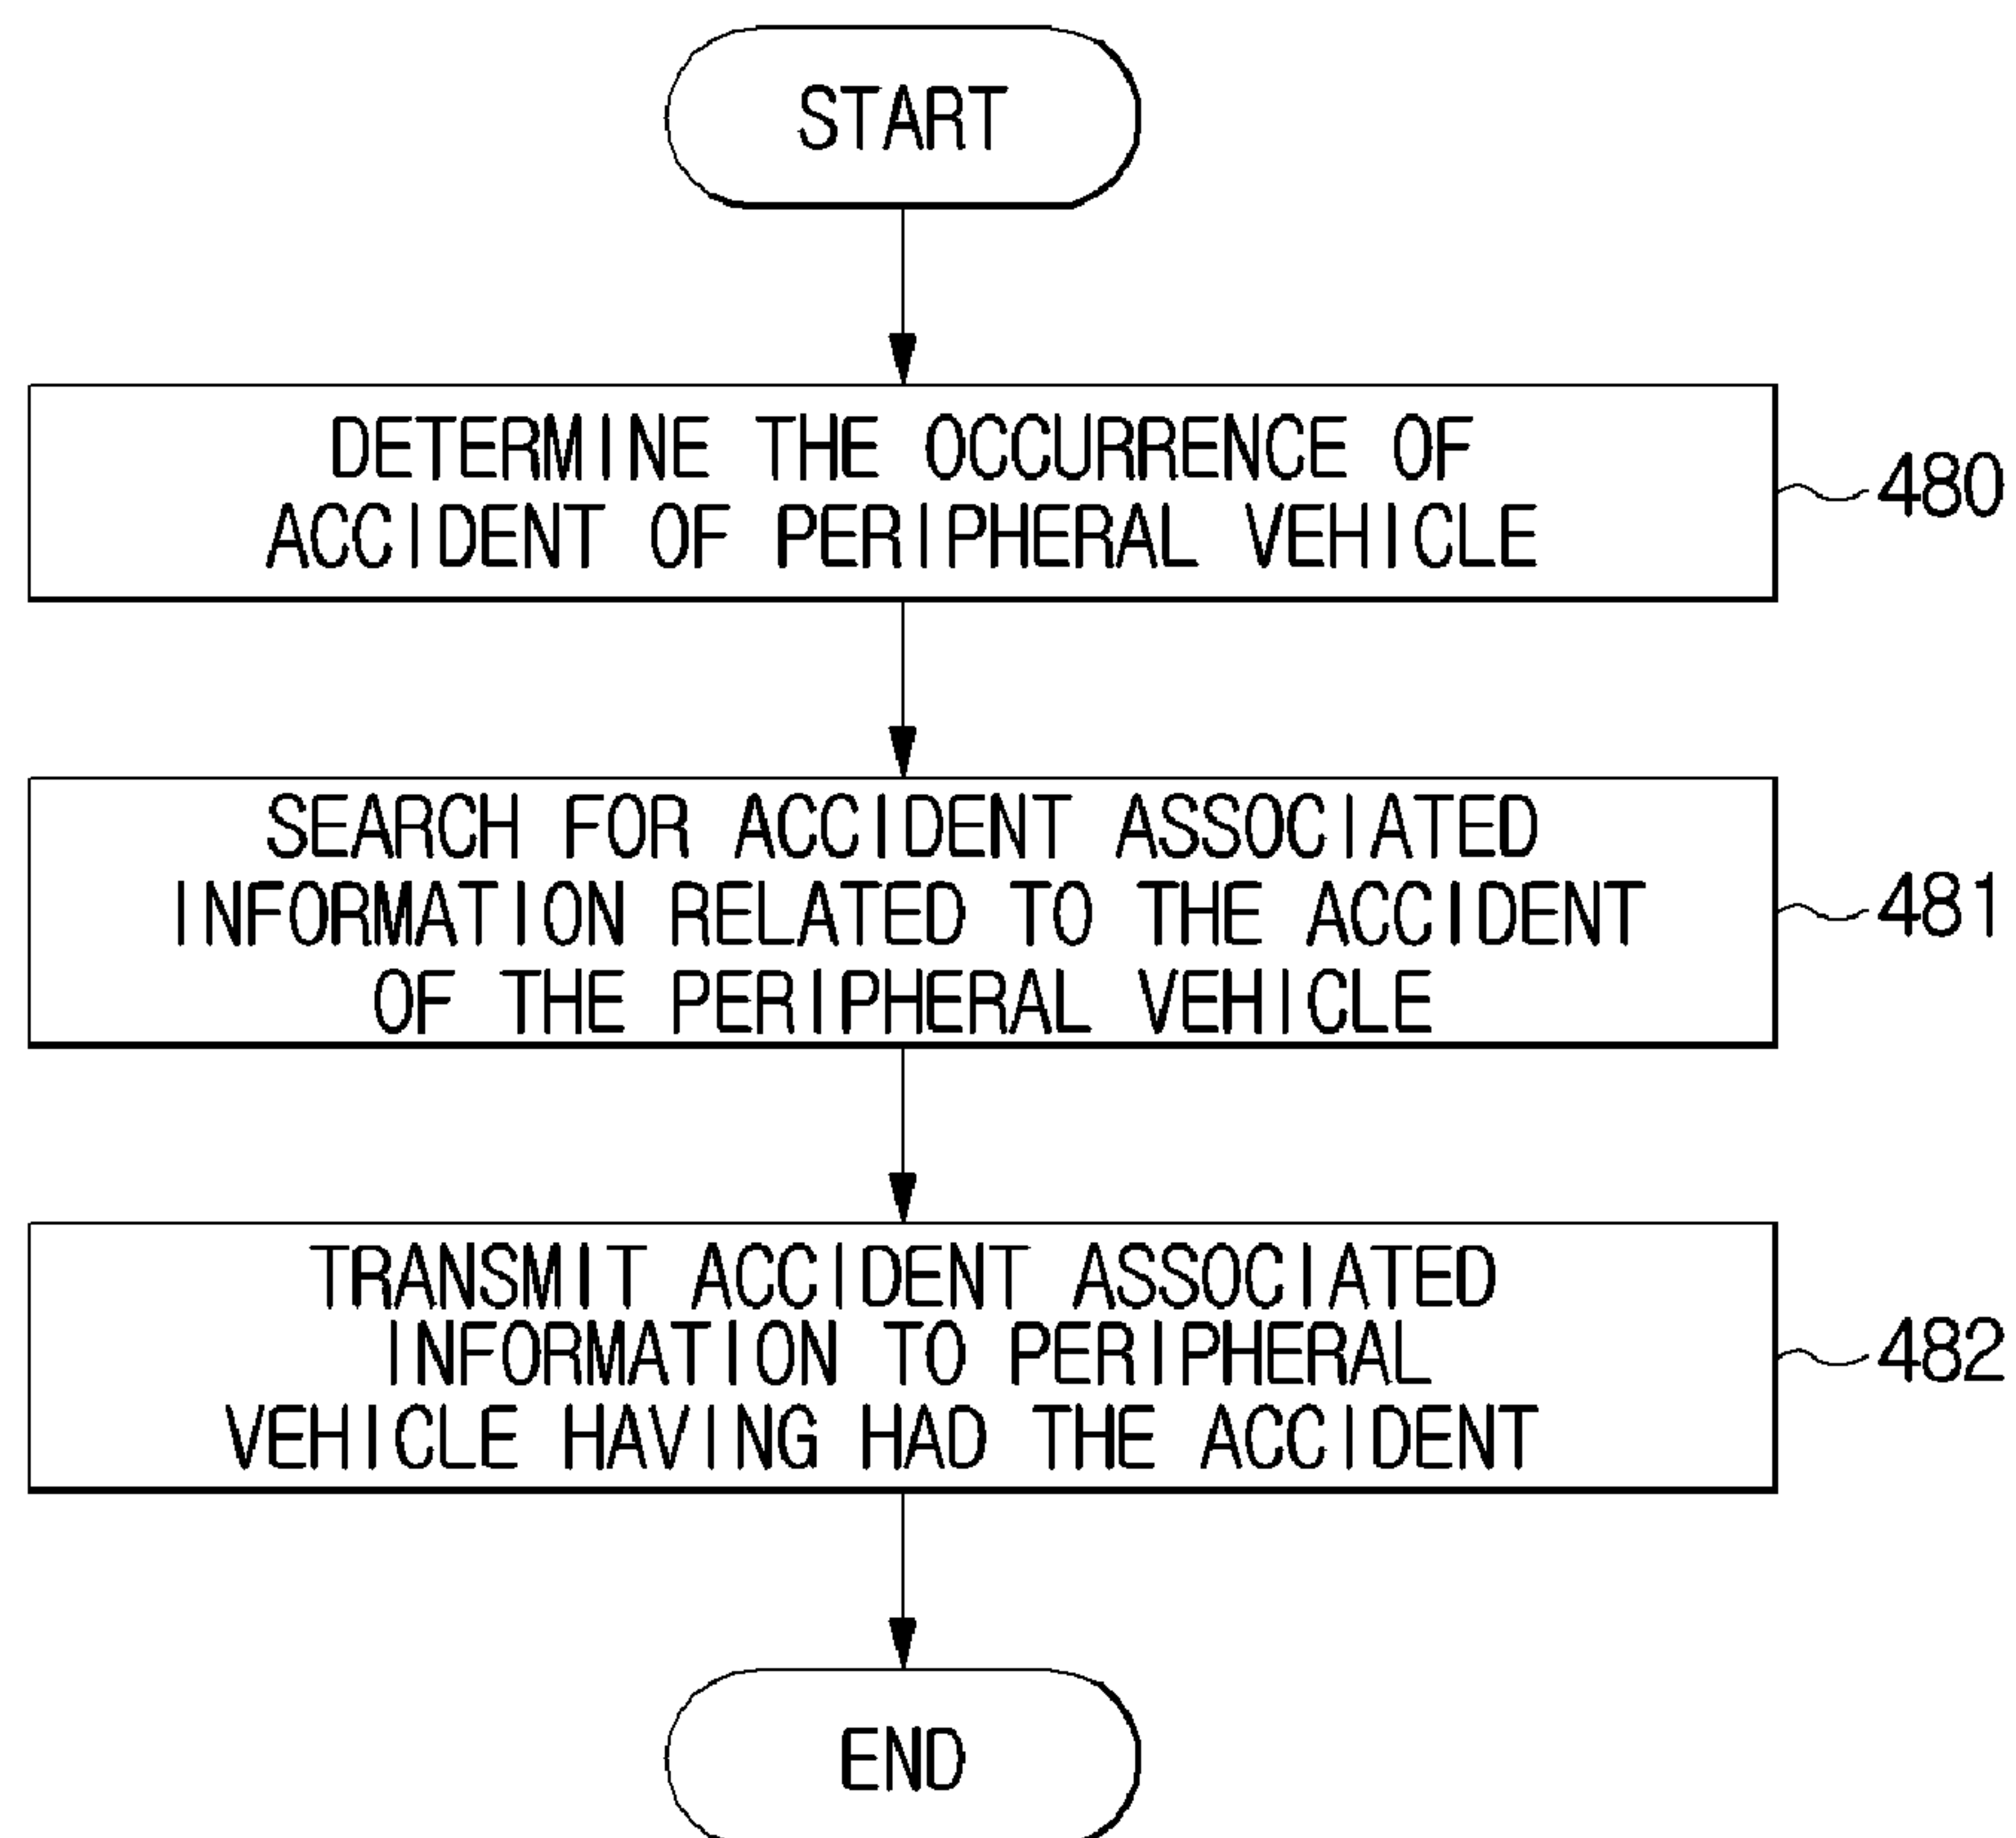 START
DETERMINE THE OCCURRENCE OF
ACCIDENT OF PERIPHERAL VEHICLE
480
SEARCH FOR ACCIDENT ASSOCIATED
INFORMATION RELATED TO THE ACCIDENT
OF THE PERIPHERAL VEHICLE
481
TRANSMIT ACCIDENT ASSOCIATED
INFORMATION TO PERIPHERAL
VEHICLE HAVING HAD THE ACCIDENT
482
END